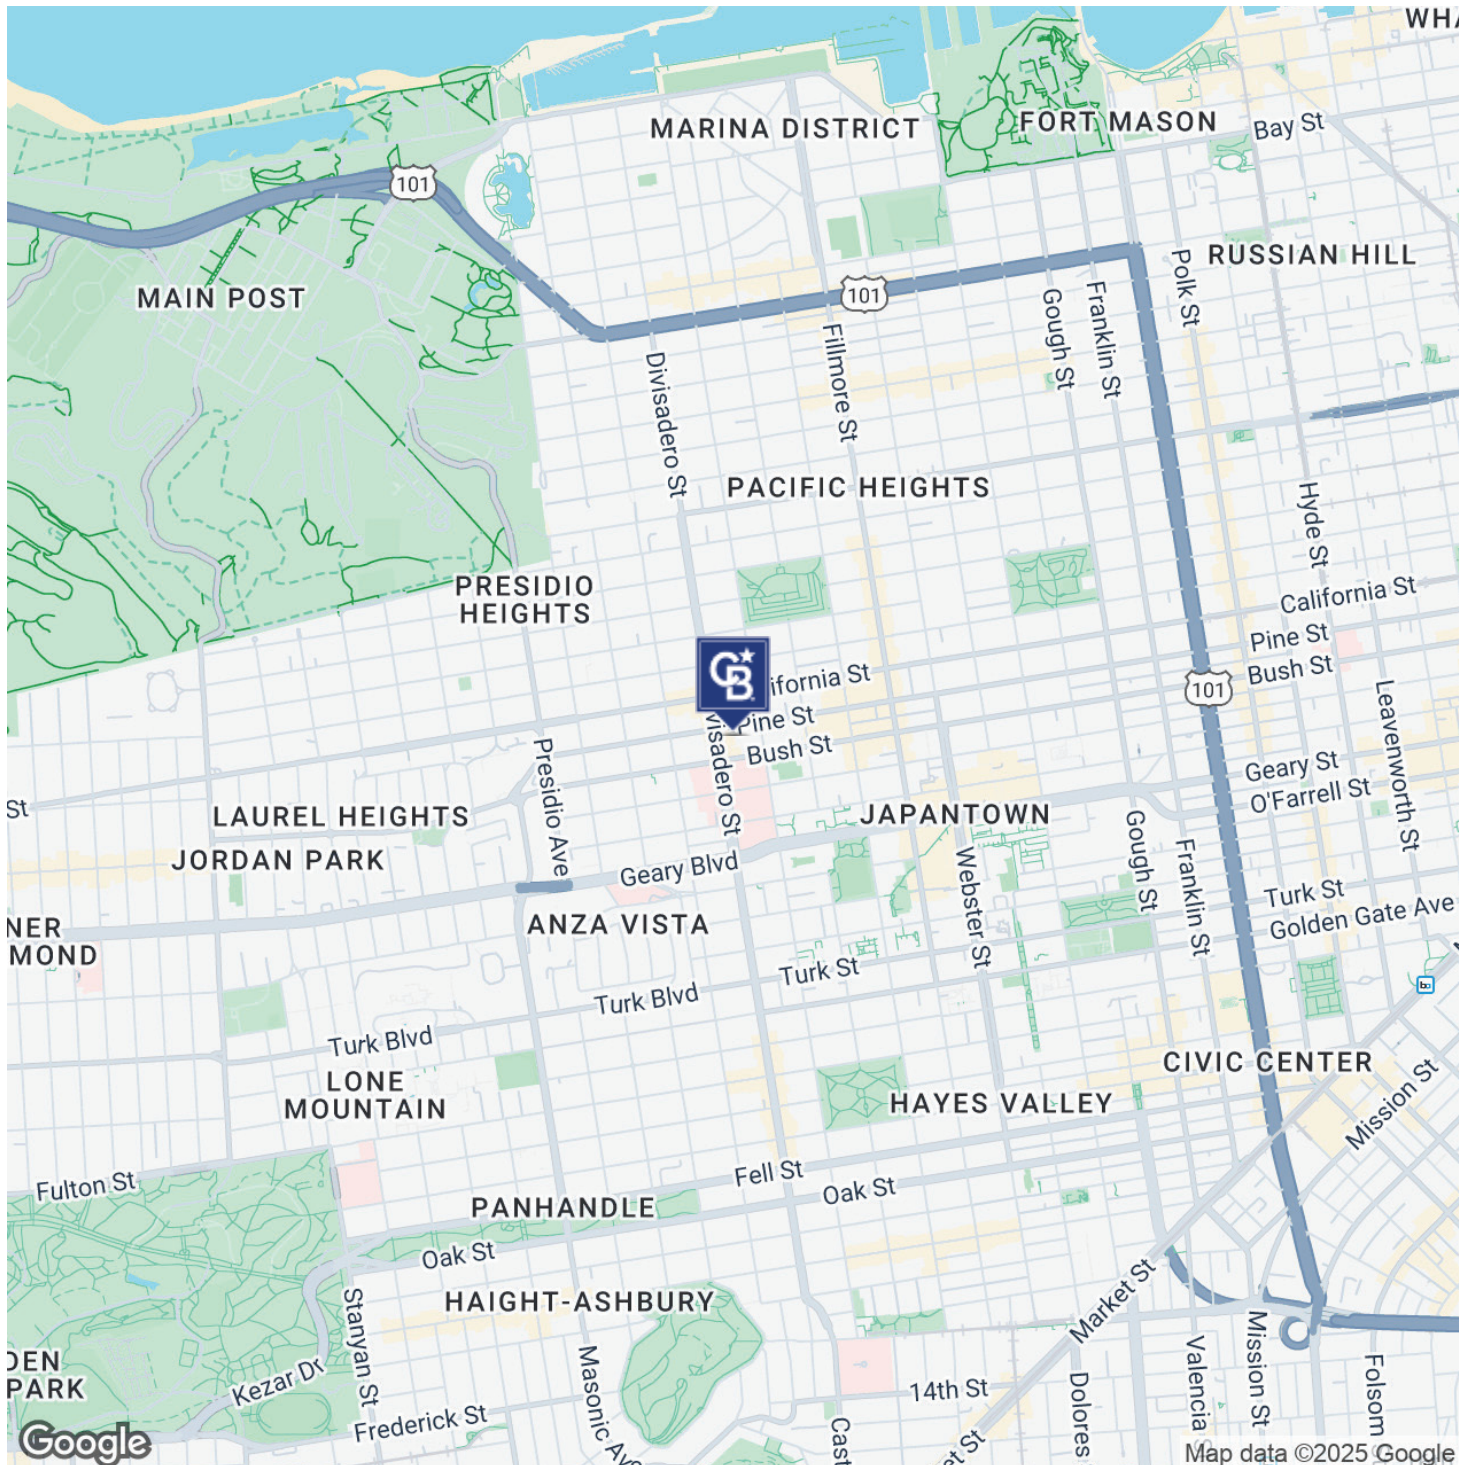 WHA
MARINA DISTRICT
FORT MASON
Bay St
101
RUSSIAN HILL
MAIN POST
101
Polk St
Gough St
Franklin St
Fillmore St
Divisadero St
PACIFIC HEIGHTS
Hyde St
PRESIDIO
HEIGHTS
California St
Pine St
Bush St
CB
ifornia St
101
Pine St
Bush St
visadero St
Leavenworth St
Presidio Ave
Geary St
O'Farrell St
St
LAUREL HEIGHTS
JAPANTOWN
JORDAN PARK
Geary Blvd
Gough St
Franklin St
Webster St
Turk St
Golden Gate Ave
NER
MOND
ANZA VISTA
Turk St
Turk Blvd
Turk Blvd
CIVIC CENTER
LONE
MOUNTAIN
HAYES VALLEY
Mission St
Fulton St
Fell St
Oak St
PANHANDLE
Oak St
Market St
HAIGHT-ASHBURY
Stanyan St
Masonic Av
DEN
PARK
Kezar Dr
Frederick St
14th St
Cast
Dolores
Valencia S
Mission St
Folsom
et St
Google
Map data ©2025 Google